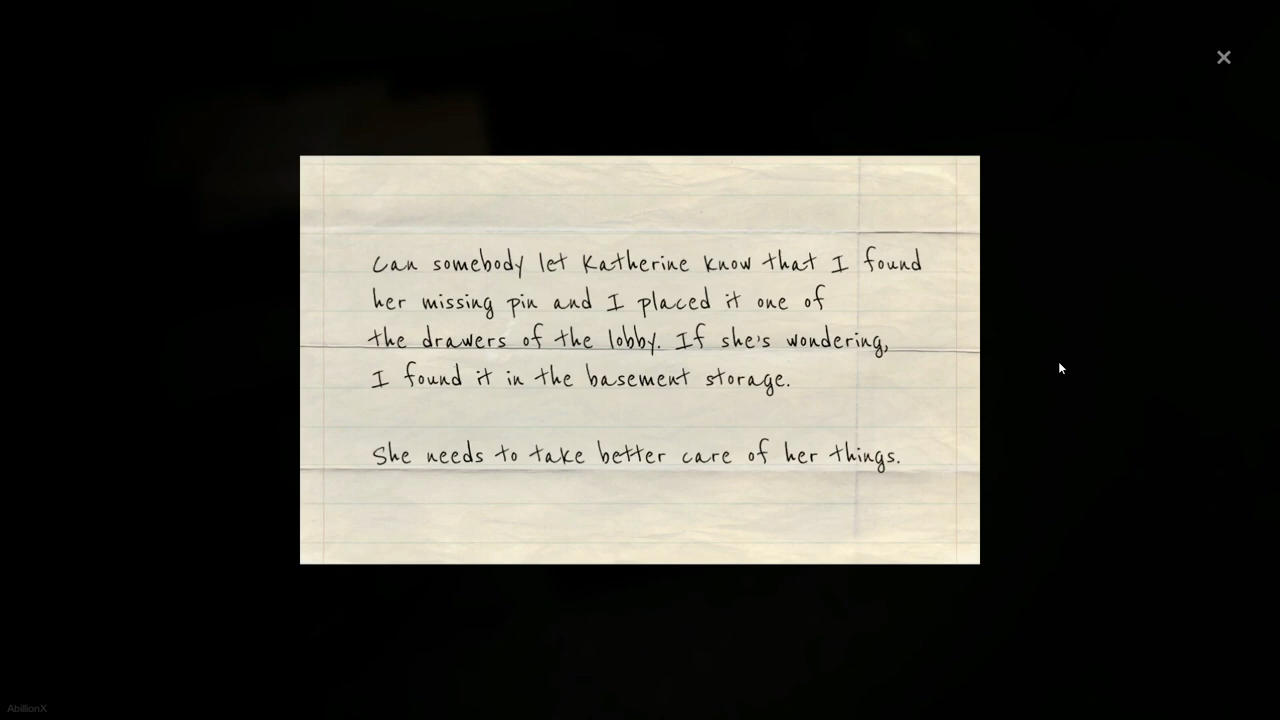 Can somebody let Katherine know that I found
her missing pin and I placed it one of
the drawers of the lobby. If she's wondering,
I found it in the basement storage.
She needs to take better care of her things.
AbillionX